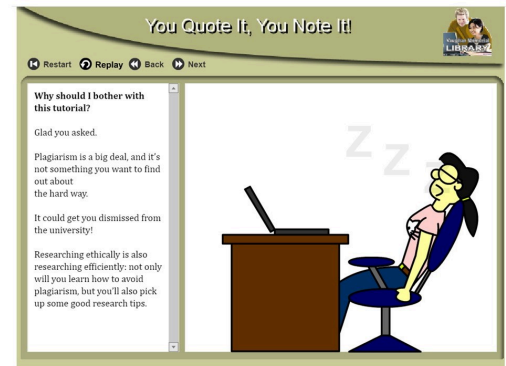 You Quote It, You Note It!
Vaughan Memorial
LIBRARY
Restart Replay Back Next
Why should I bother with
this tutorial?
Glad you asked.
Plagiarism is a big deal, and it's
not something you want to find
out about
the hard way.
It could get you dismissed from
the university!
Researching ethically is also
researching efficiently: not only
will you learn how to avoid
plagiarism, but you'll also pick
up some good research tips.
Z Z Z